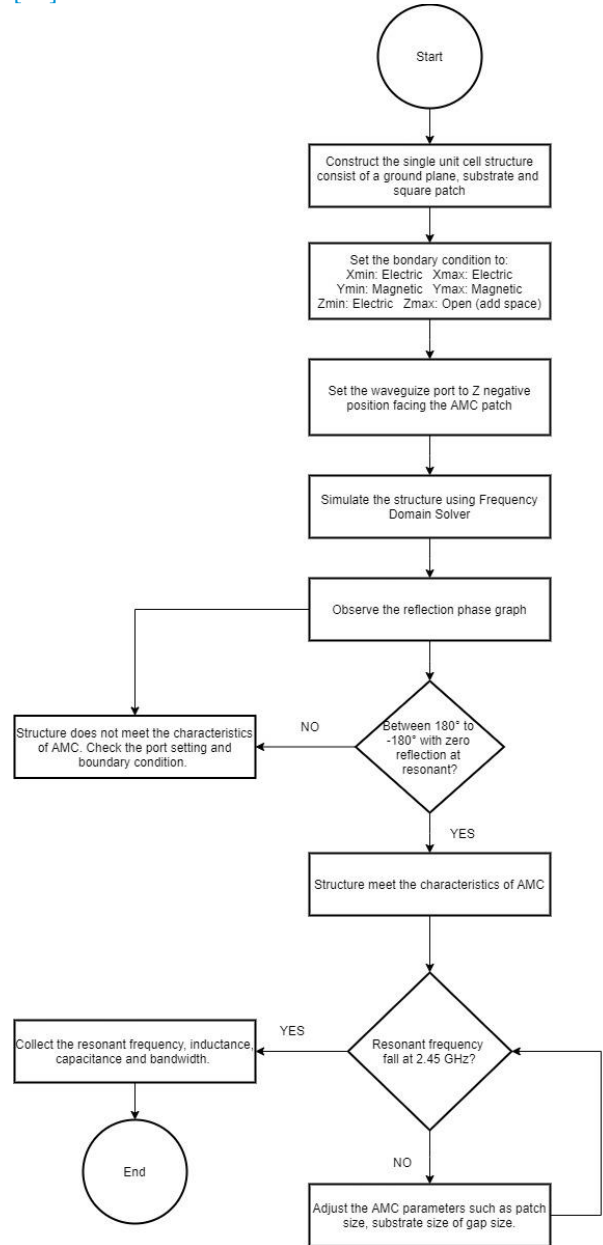 Start
Construct the single unit cell structure
consist of a ground plane, substrate and
square patch
Set the bondary condition to:
Xmin: Electric Xmax: Electric
Ymin: Magnetic Ymax: Magnetic
Zmin: Electric Zmax: Open (add space)
Set the waveguize port to Z negative
position facing the AMC patch
Simulate the structure using Frequency
Domain Solver
Observe the reflection phase graph
Between 180° to
-180° with zero
reflection at
resonant?
NO
Structure does not meet the characteristics
of AMC. Check the port setting and
boundary condition.
YES
Structure meet the characteristics of AMC
Resonant frequency
fall at 2.45 GHz?
YES
Collect the resonant frequency, inductance,
capacitance and bandwidth.
End
NO
Adjust the AMC parameters such as patch
size, substrate size of gap size.